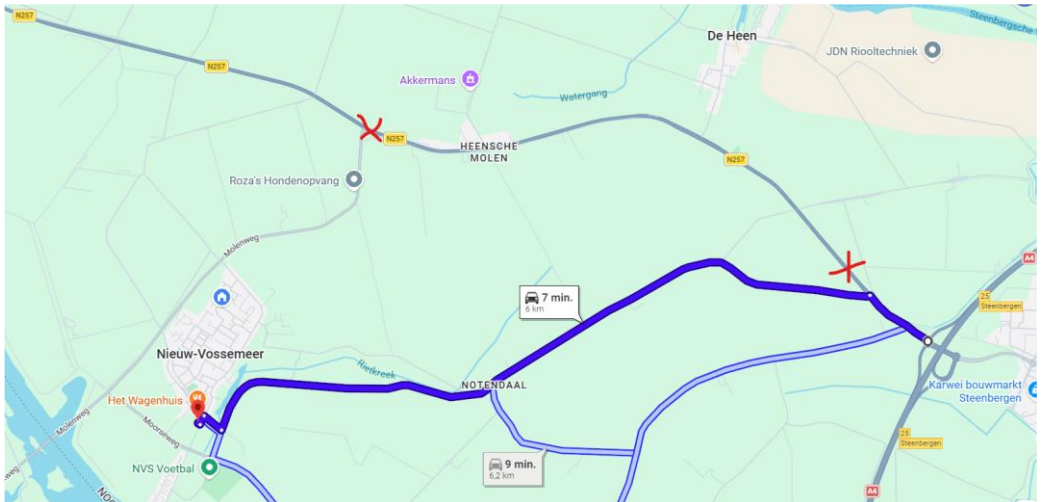 N257
De Heen
Steenbergsche
JDN Riooltechniek
N257
Akkermans
Watergang
N257
HEENSCHE
MOLEN
N257
Roza's Hondenopvang
Molenweg
A4
7 min.
6 km
25
Steenbergen
Nieuw-Vossemeer
Rietkreek
NOTENDAAL
Karwei bouwmarkt
Steenbergen
Het Wagenhuis
Molenweg
Moorseweg
25
Steenbergen
9 min.
6,2 km
NVS Voetbal
A4